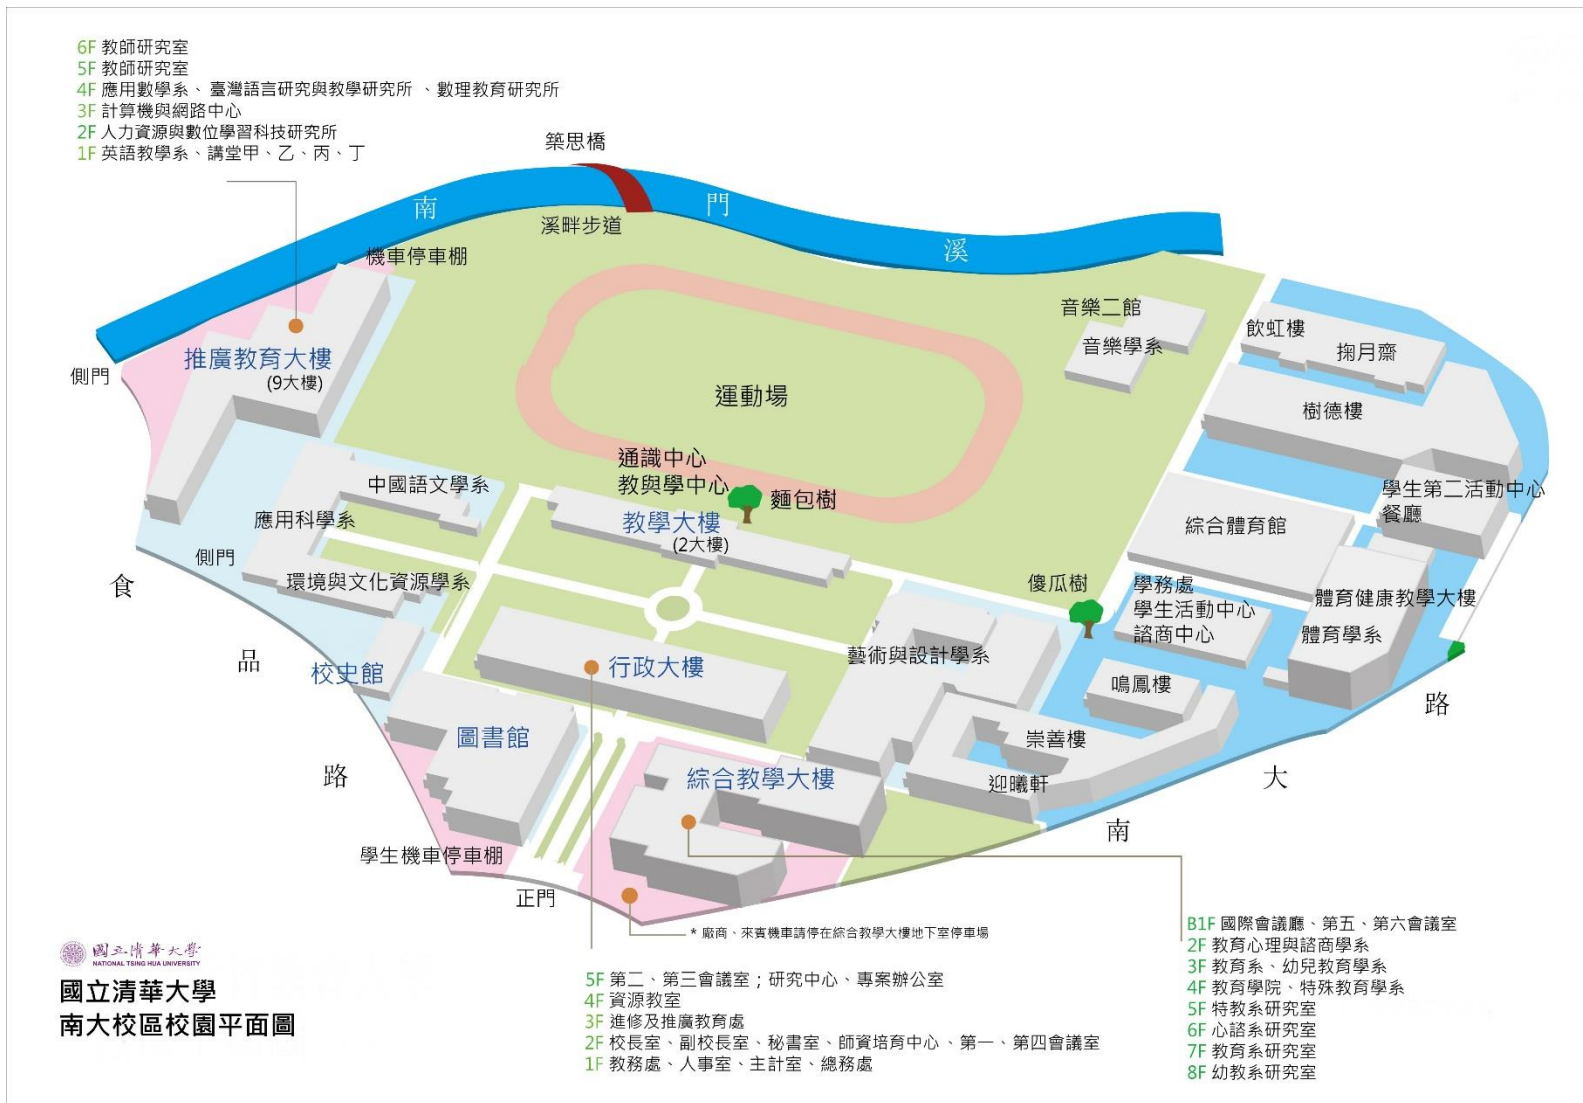 6F 教師研究室
5F 教師研究室
4F 應用數學系、臺灣語言研究與教學研究所 、數理教育研究所
3F 計算機與網路中心
2F 人力資源與數位學習科技研究所
1F 英語教學系、講堂甲、乙、丙、丁
築思橋
南
門
溪
溪畔步道
機車停車棚
推廣教育大樓
(9大樓)
側門
運動場
音樂二館
音樂學系
飲虹樓
掬月齋
樹德樓
通識中心
教與學中心
麵包樹
教學大樓
(2大樓)
中國語文學系
應用科學系
側門
環境與文化資源學系
學生第二活動中心
餐廳
綜合體育館
傻瓜樹
學務處
學生活動中心
諮商中心
體育健康教學大樓
體育學系
食
品
路
校史館
行政大樓
藝術與設計學系
鳴鳳樓
圖書館
崇善樓
迎曦軒
綜合教學大樓
路
大
南
學生機車停車棚
正門
* 廠商、來賓機車請停在綜合教學大樓地下室停車場
國立清華大學
NATIONAL TSING HUA UNIVERSITY
國立清華大學
南大校區校園平面圖
5F 第二、第三會議室；研究中心、專案辦公室
4F 資源教室
3F 進修及推廣教育處
2F 校長室、副校長室、秘書室、師資培育中心 、第一、第四會議室
1F 教務處、人事室、主計室、總務處
B1F 國際會議廳、第五、第六會議室
2F 教育心理與諮商學系
3F 教育系、幼兒教育學系
4F 教育學院、特殊教育學系
5F 特教系研究室
6F 心諮系研究室
7F 教育系研究室
8F 幼教系研究室